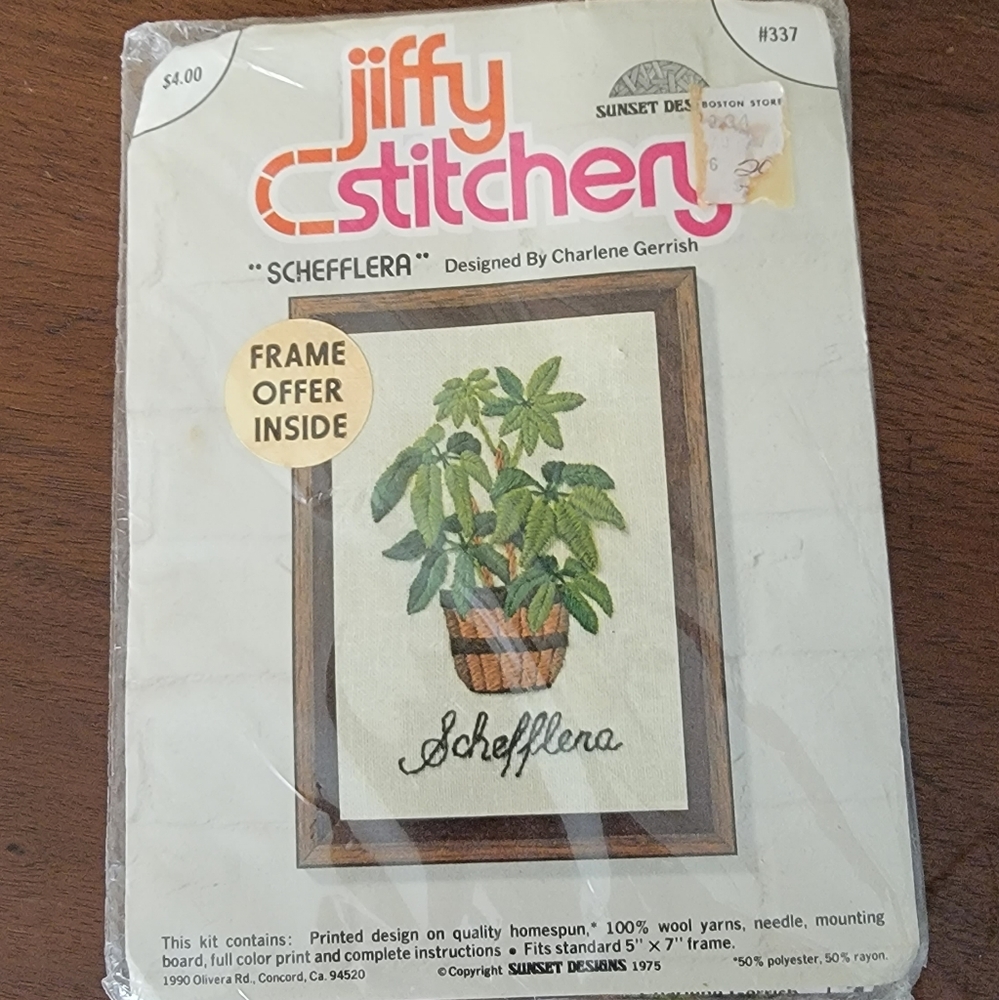 $4.00
#337
jiffy
stitchery
SUNSET DES
BOSTON STORE
6 20
"SCHEFFLERA" Designed By Charlene Gerrish
FRAME
OFFER
INSIDE
Schefflera
This kit contains: Printed design on quality homespun,* 100% wool yarns, needle, mounting
board, full color print and complete instructions • Fits standard 5" X 7" frame.
1990 Olivera Rd., Concord, Ca. 94520 ©Copyright SUNSET DESIGNS 1975 *50% polyester, 50% rayon.